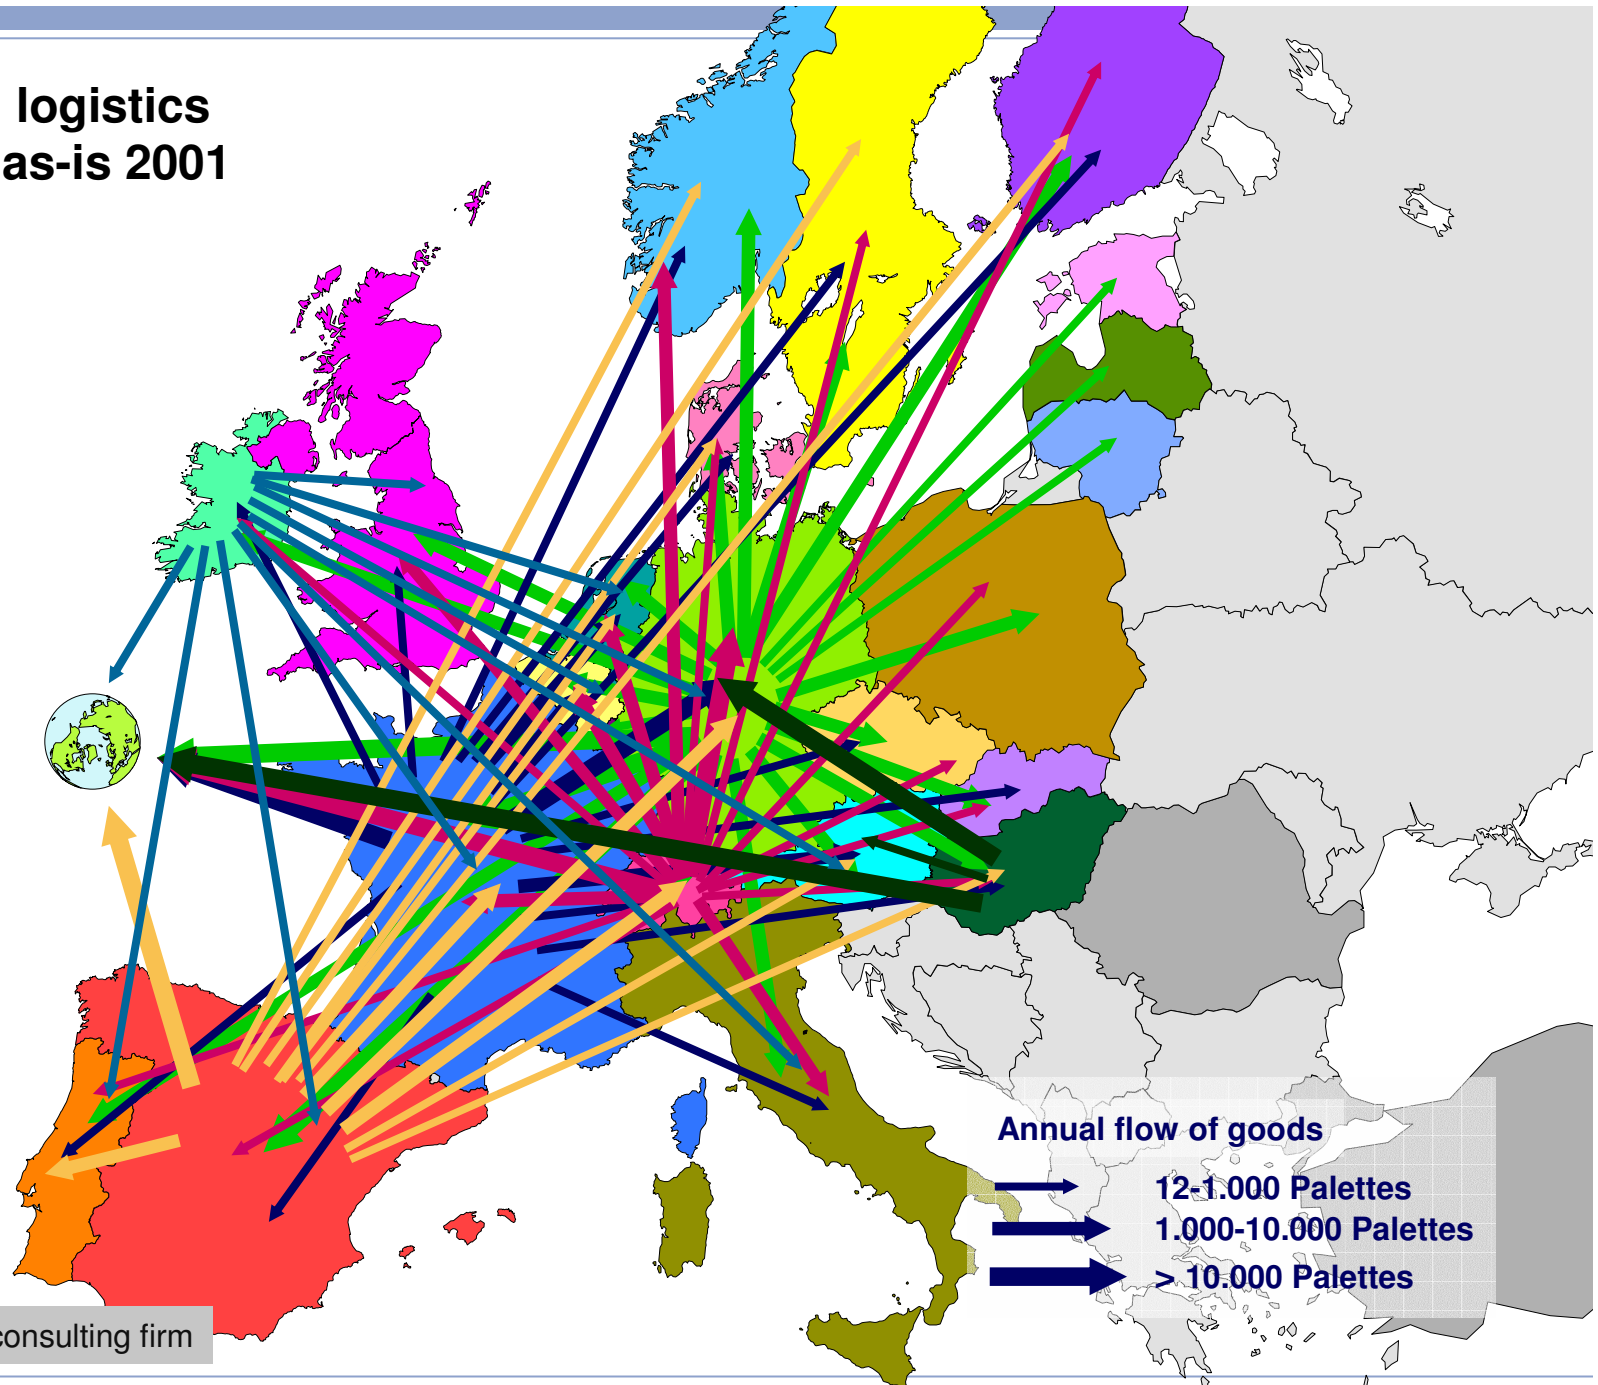 logistics
as-is 2001
Annual flow of goods
12-1.000 Palettes
1.000-10.000 Palettes
> 10.000 Palettes
consulting firm